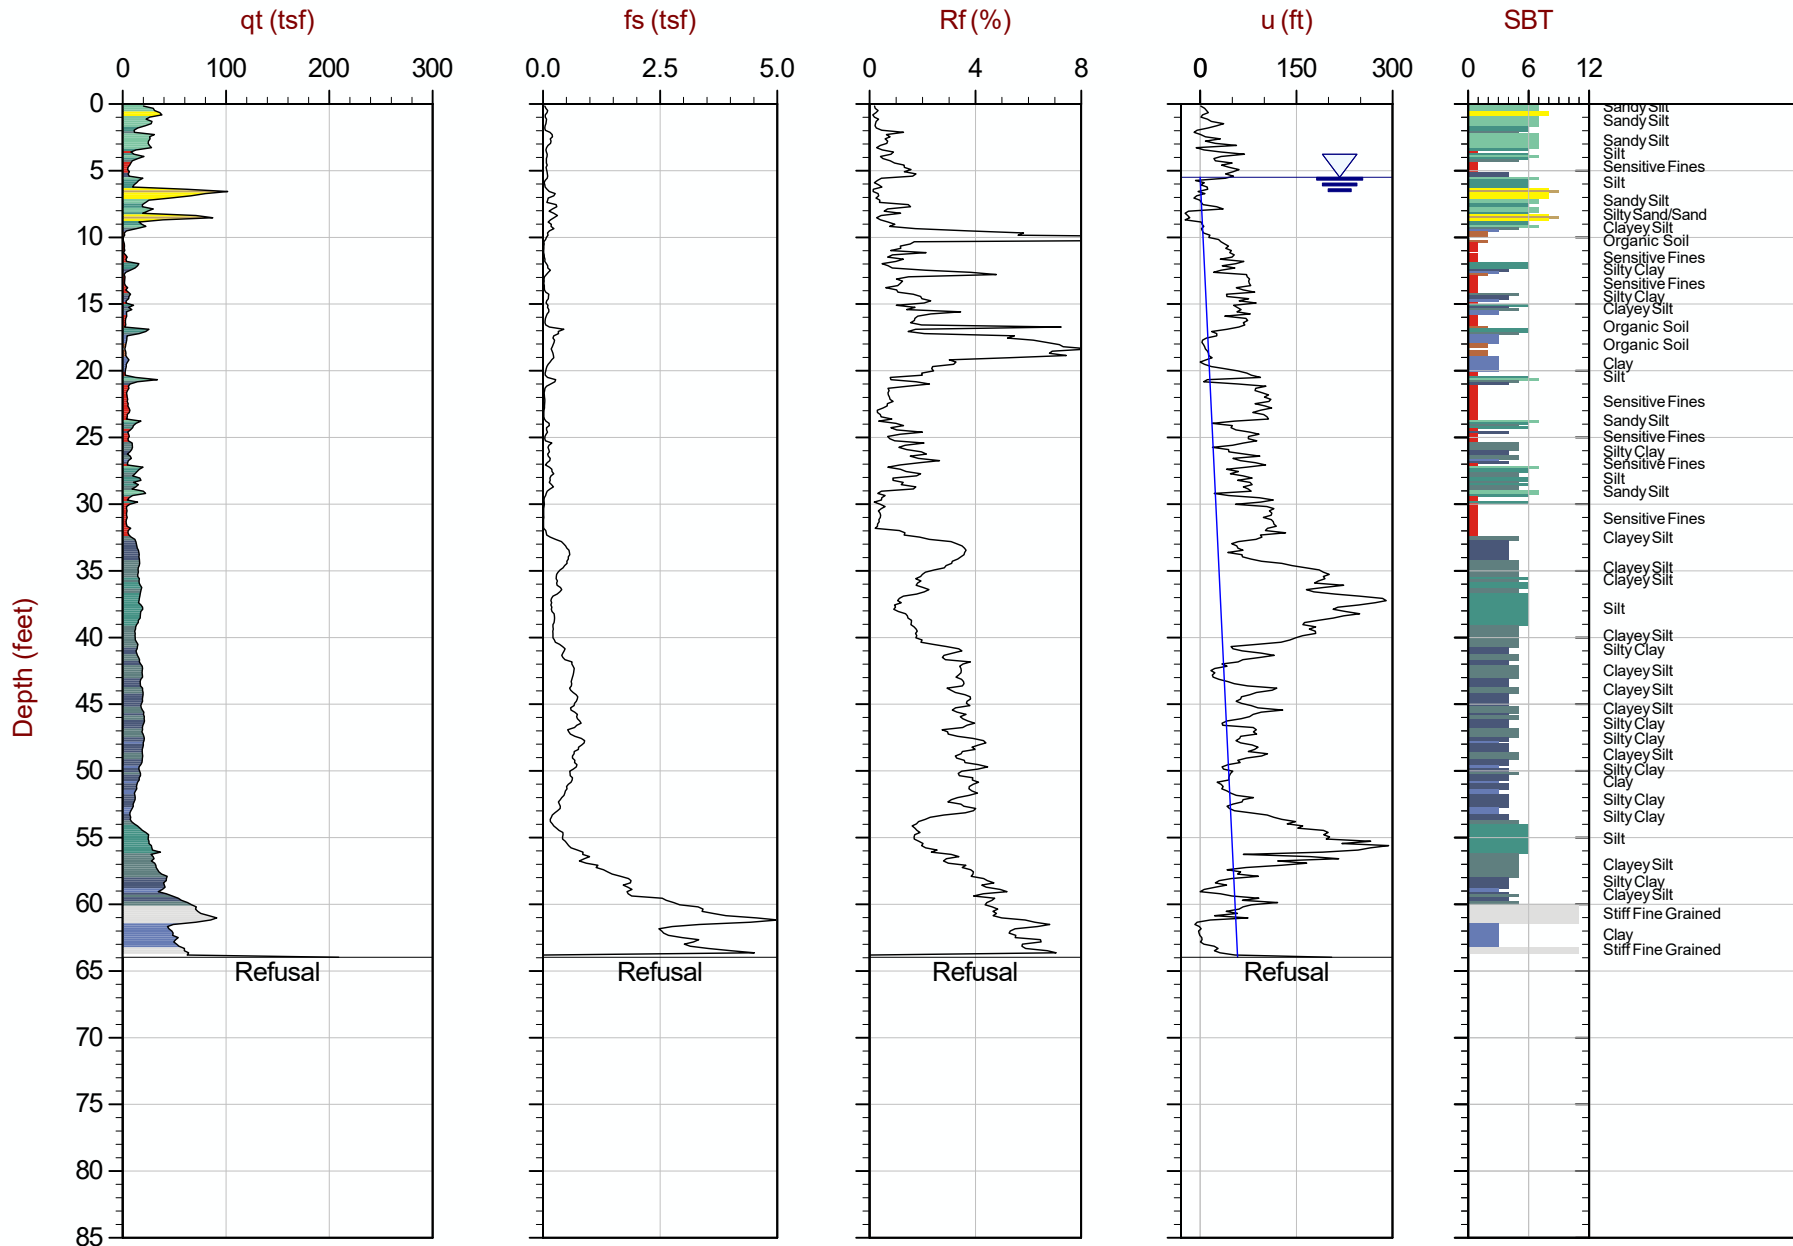 qt (tsf) fs (tsf) Rf (%) u (ft) SBT
0 100 200 300 0.0 2.5 5.0 0 4 8 0 150 300 0 6 12
0
5
10
15
20
25
30
35
40
45
50
55
60
65
70
75
80
85
Depth (feet)
Sandy Silt
Sandy Silt
Sandy Silt
Silt
Sensitive Fines
Silt
Sandy Silt
Silty Sand/Sand
Clayey Silt
Organic Soil
Sensitive Fines
Silty Clay
Sensitive Fines
Silty Clay
Clayey Silt
Organic Soil
Organic Soil
Clay
Silt
Sensitive Fines
Sandy Silt
Sensitive Fines
Silty Clay
Sensitive Fines
Silt
Sandy Silt
Sensitive Fines
Clayey Silt
Clayey Silt
Clayey Silt
Silt
Clayey Silt
Silty Clay
Clayey Silt
Clayey Silt
Clayey Silt
Silty Clay
Silty Clay
Clayey Silt
Silty Clay
Clay
Silty Clay
Silty Clay
Silt
Clayey Silt
Silty Clay
Clayey Silt
Stiff Fine Grained
Clay
Stiff Fine Grained
Refusal Refusal Refusal Refusal